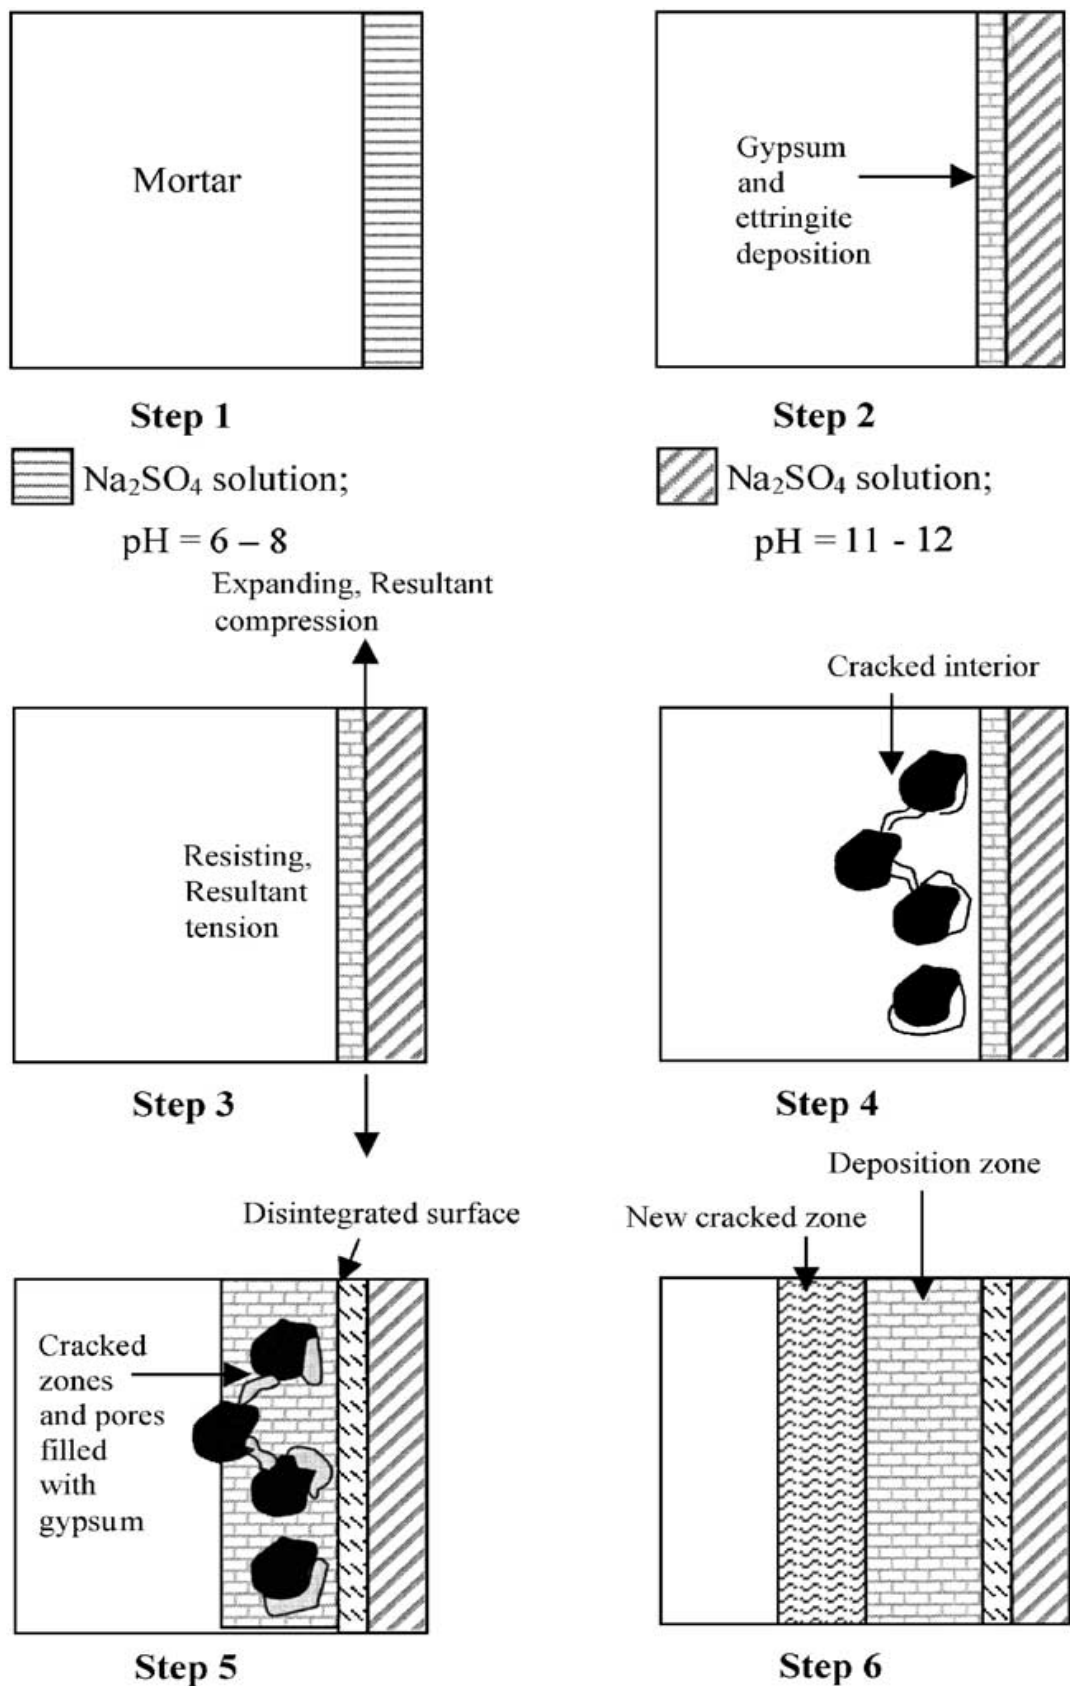 Mortar
Gypsum
and
ettringite
deposition
Step 1
Step 2
Na₂SO₄ solution;
pH = 6 – 8
Na₂SO₄ solution;
pH = 11 - 12
Expanding, Resultant
compression
Resisting,
Resultant
tension
Step 3
Cracked interior
Step 4
Disintegrated surface
Cracked
zones
and pores
filled
with
gypsum
Step 5
Deposition zone
New cracked zone
Step 6